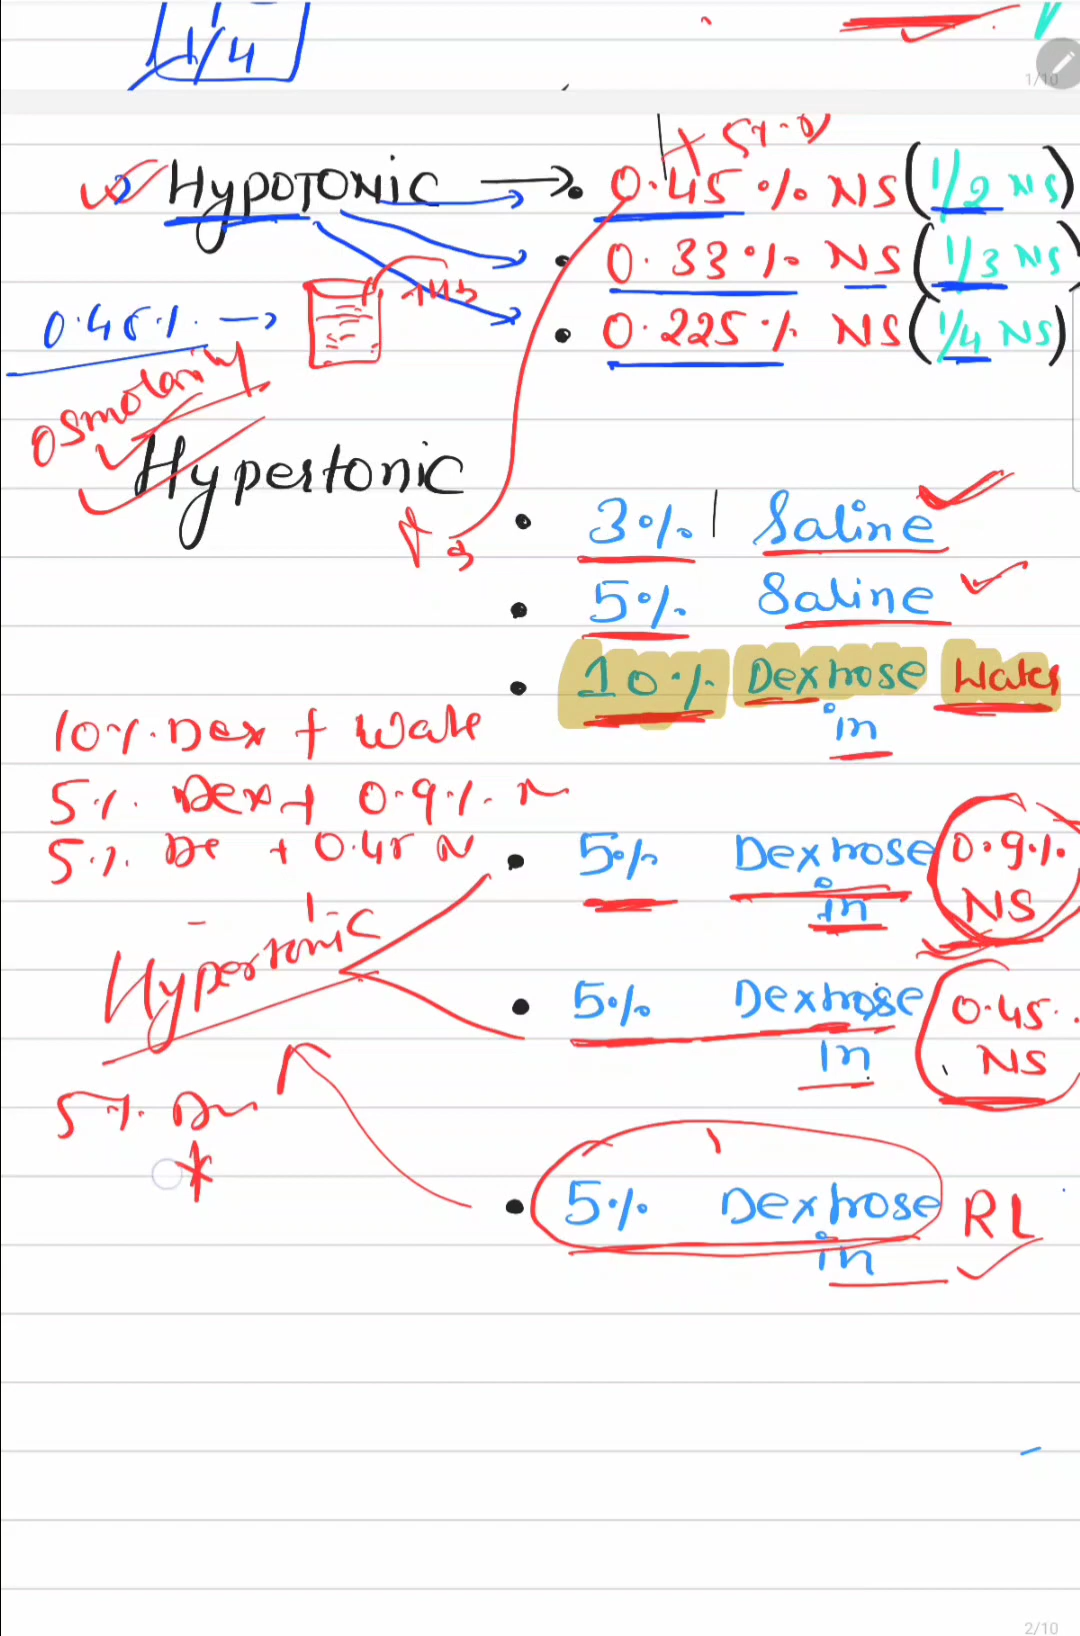 1/4
1/10
+ 5%
HYPOTONIC → • 0.45 % NS (1/2 NS)
• 0.33 % NS (1/3 NS)
0.45% → • 0.225 % NS (1/4 NS)
osmolarity
Hypertonic
• 3% Saline
• 5% Saline
• 10% Dextrose in Water
10% Dex + Wate
5% Dex + 0.9% N
5% De + 0.45 N
• 5% Dextrose in 0.9% NS
Hypertonic
• 5% Dextrose in 0.45 NS
5%
*
• 5% Dextrose in RL
2/10